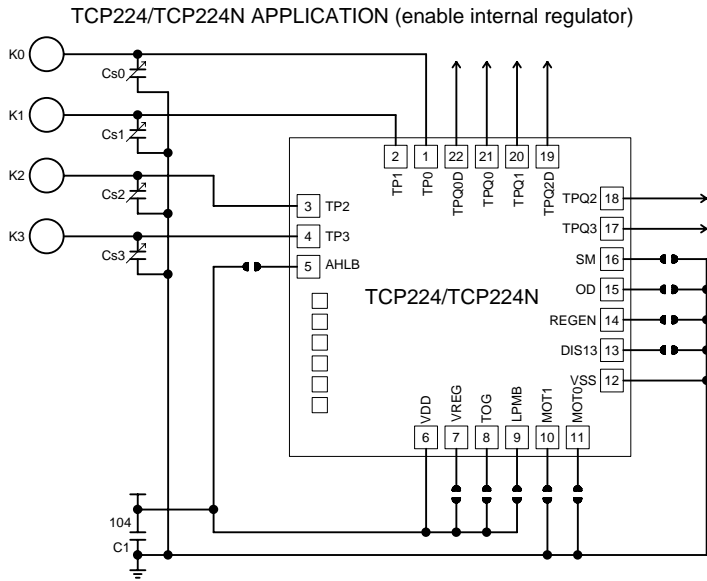 TCP224/TCP224N APPLICATION (enable internal regulator)
K0
Cs0
K1
Cs1
K2
Cs2
K3
Cs3
2 1 22 21 20 19
TP1 TP0 TPQ0D TPQ0 TPQ1 TPQ2D
3 TP2
4 TP3
5 AHLB
TCP224/TCP224N
TPQ2 18
TPQ3 17
SM 16
OD 15
REGEN 14
DIS13 13
VSS 12
VDD VREG TOG LPMB MOT1 MOT0
6 7 8 9 10 11
104
C1